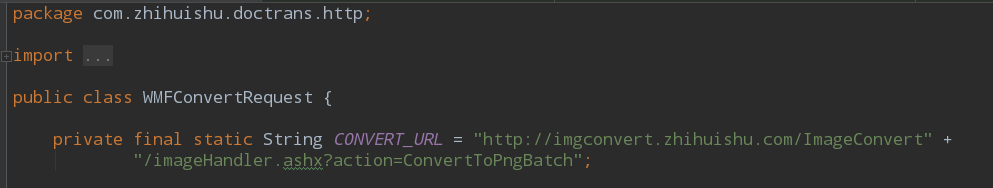 package com.zhihuishu.doctrans.http;
import ...
public class WMFConvertRequest {
private final static String CONVERT_URL = "http://imgconvert.zhihuishu.com/ImageConvert" +
"/imageHandler.ashx?action=ConvertToPngBatch";